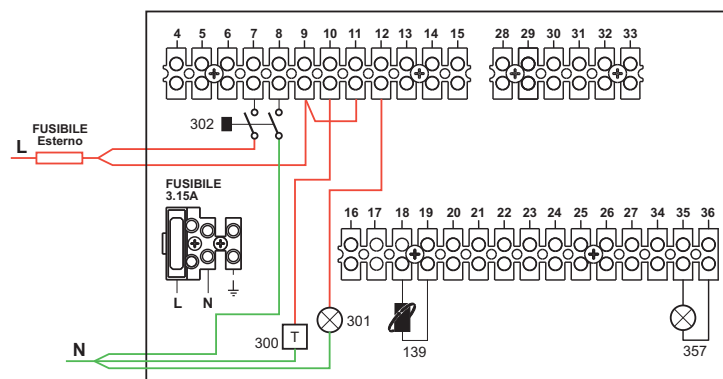 4 5 6 7 8 9 10 11 12 13 14 15
28 29 30 31 32 33
302
FUSIBILE
Esterno
L
FUSIBILE
3.15A
L N
16 17 18 19 20 21 22 23 24 25 26 27 34 35 36
300
T
301
139
357
N